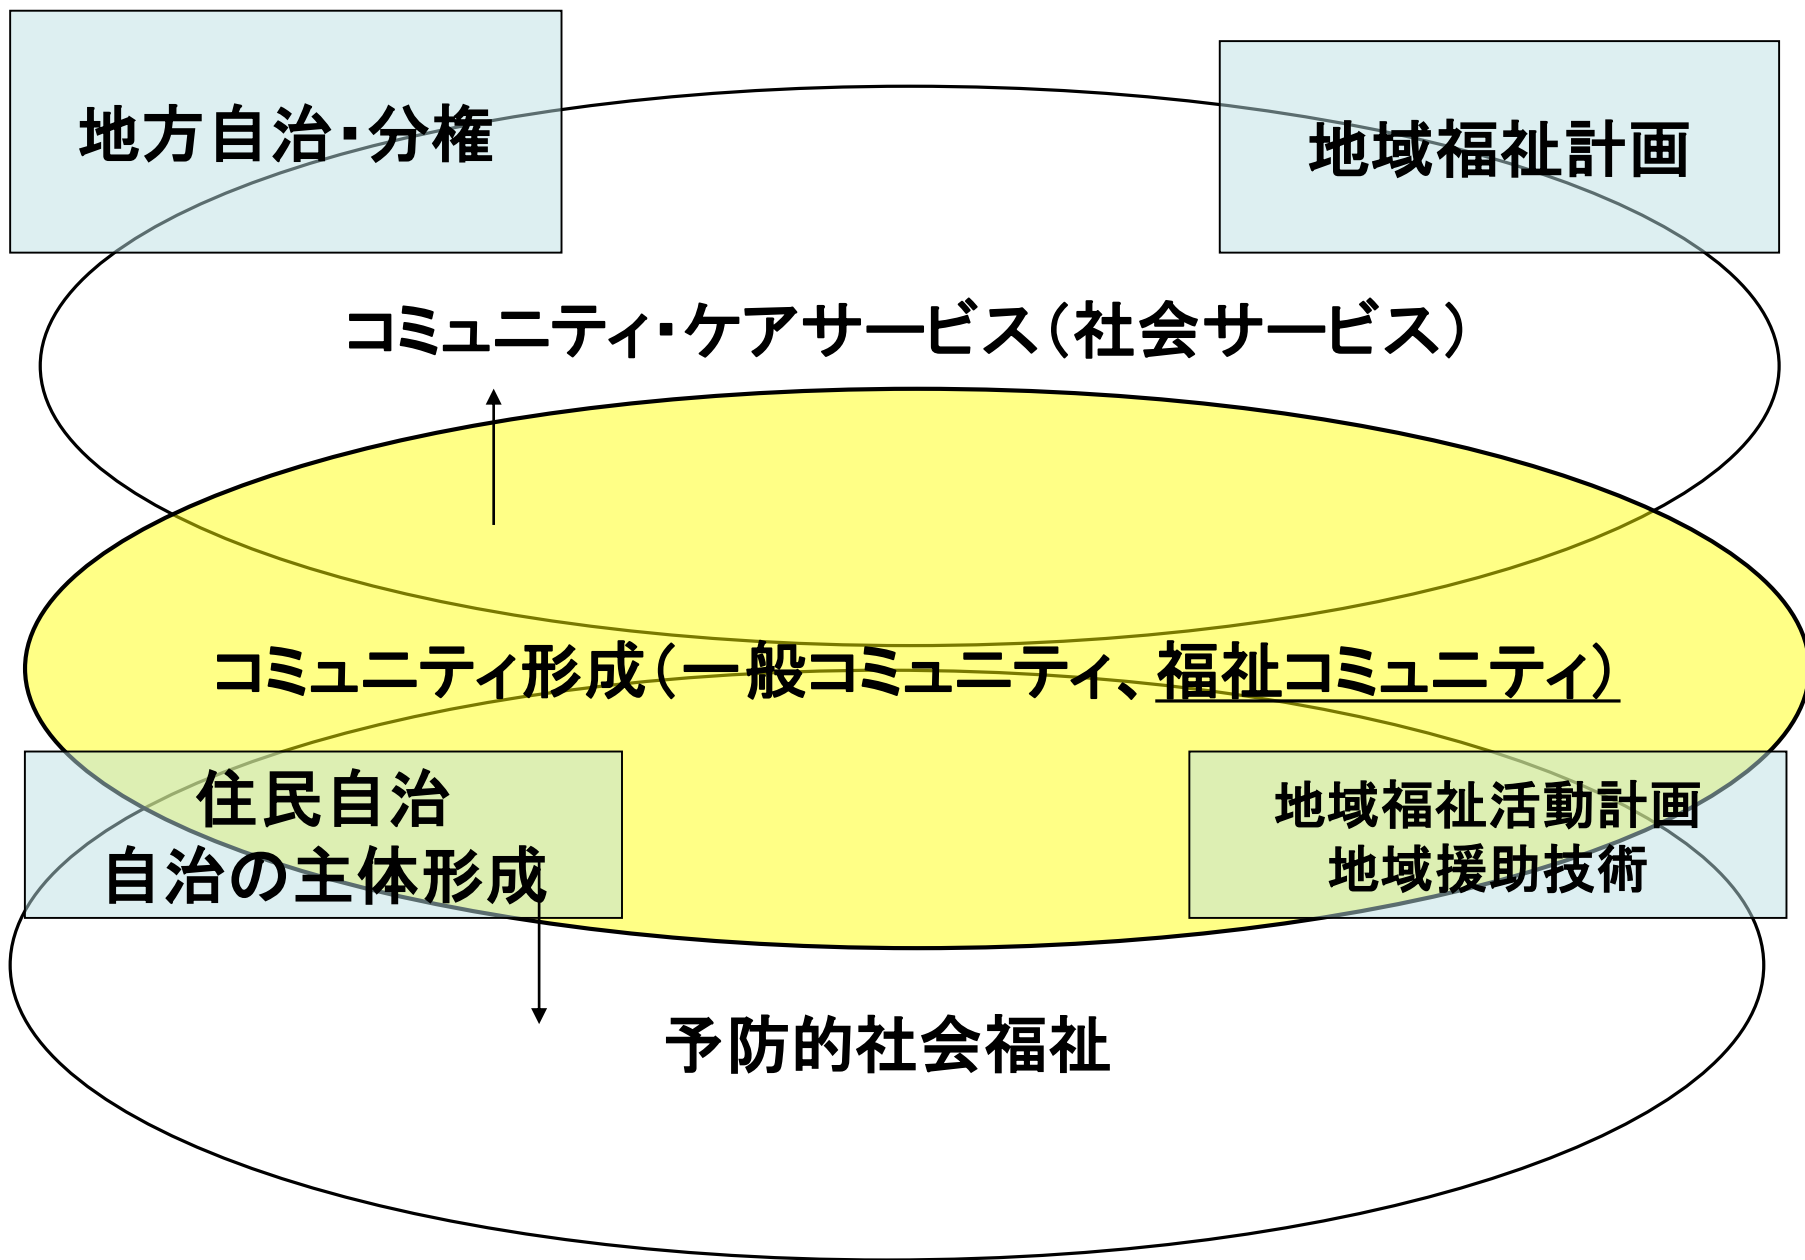 地方自治・分権
地域福祉計画
コミュニティ・ケアサービス（社会サービス）
コミュニティ形成（一般コミュニティ、福祉コミュニティ）
住民自治
自治の主体形成
地域福祉活動計画
地域援助技術
予防的社会福祉